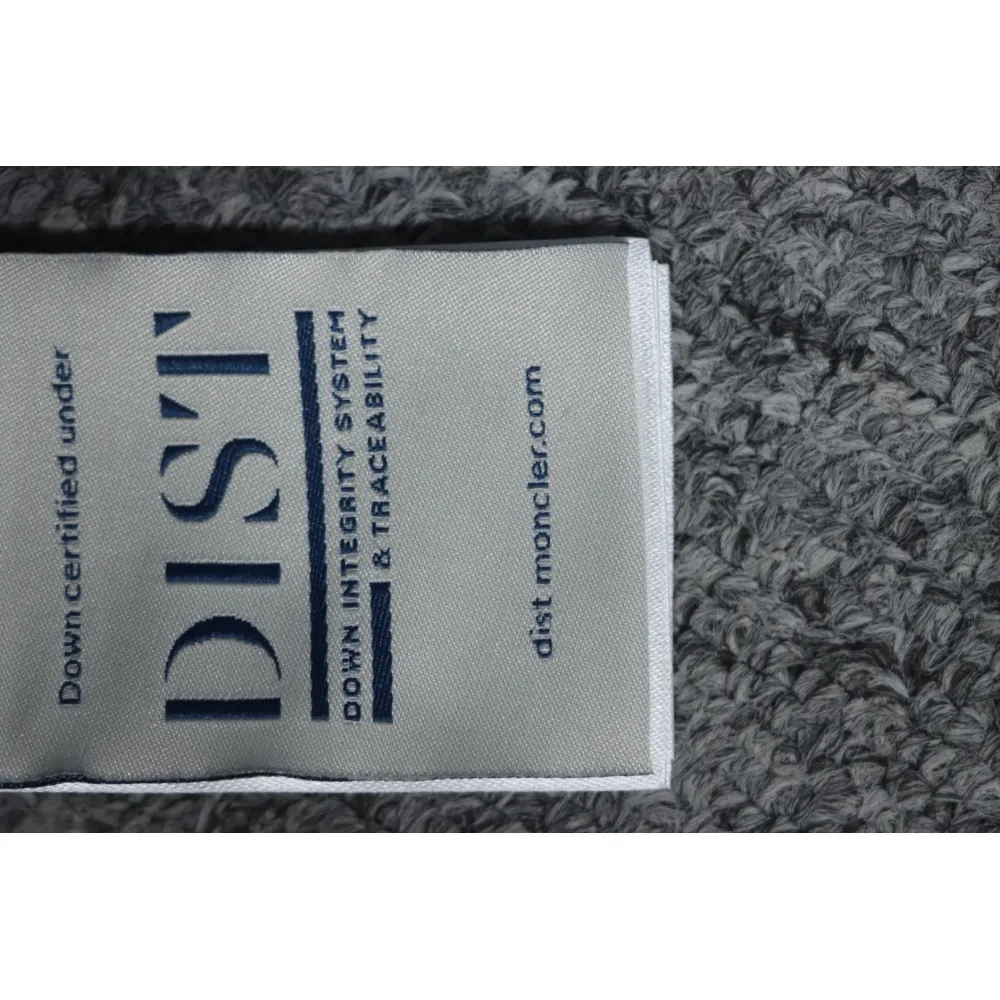 Down certified under
DIST
DOWN INTEGRITY SYSTEM
& TRACEABILITY
dist moncler.com